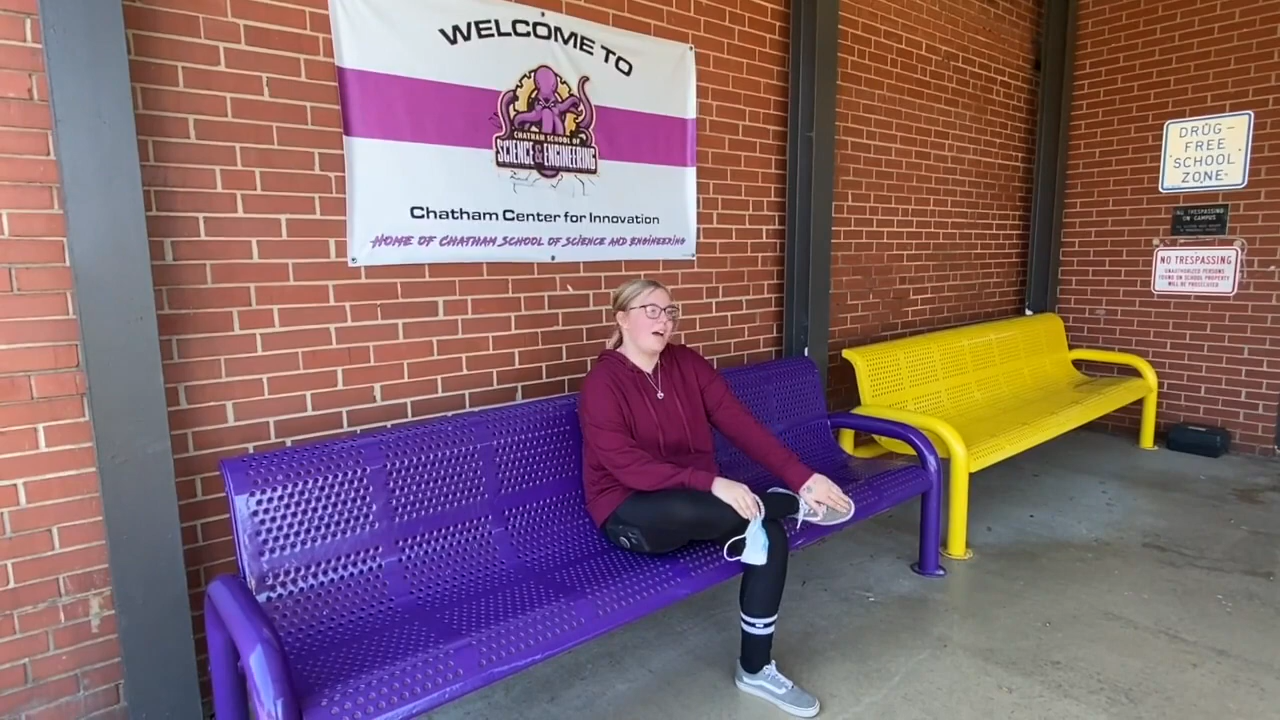 WELCOME TO
CHATHAM SCHOOL OF
SCIENCE & ENGINEERING
Chatham Center for Innovation
HOME OF CHATHAM SCHOOL OF SCIENCE AND ENGINEERING
DRUG-
FREE
SCHOOL
ZONE
NO TRESPASSING
ON CAMPUS
NO TRESPASSING
UNAUTHORIZED PERSONS
FOUND ON SCHOOL PROPERTY
WILL BE PROSECUTED